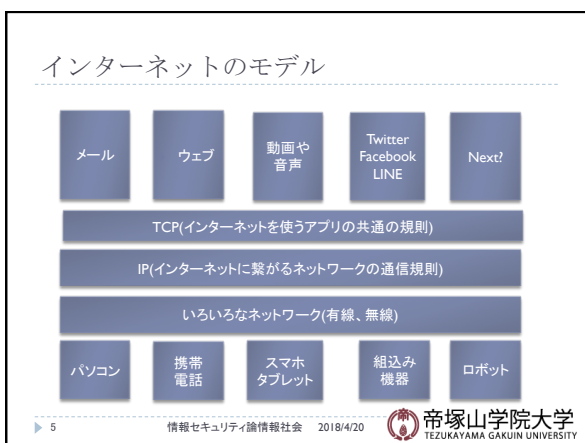 インターネットのモデル
メール
ウェブ
動画や
音声
Twitter
Facebook
LINE
Next?
TCP(インターネットを使うアプリの共通の規則)
IP(インターネットに繋がるネットワークの通信規則)
いろいろなネットワーク(有線、無線)
パソコン
携帯
電話
スマホ
タブレット
組込み
機器
ロボット
5 情報セキュリティ論情報社会 2018/4/20
帝塚山学院大学
TEZUKAYAMA GAKUIN UNIVERSITY